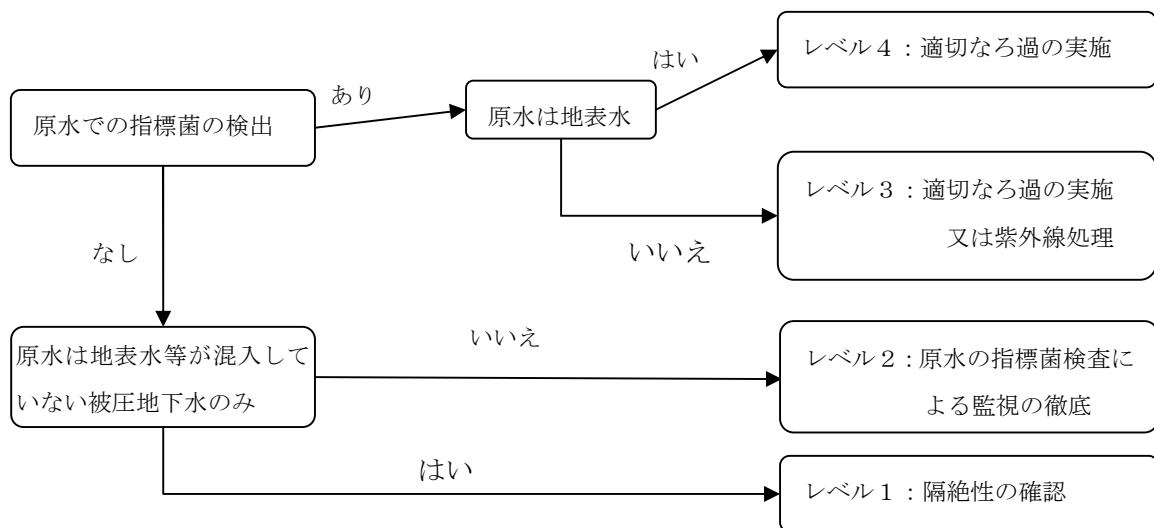 レベル４：適切なろ過の実施
はい
あり
原水は地表水
原水での指標菌の検出
レベル３：適切なろ過の実施
又は紫外線処理
いいえ
なし
いいえ
原水は地表水等が混入して
いない被圧地下水のみ
レベル２：原水の指標菌検査に
よる監視の徹底
はい
レベル１：隔絶性の確認